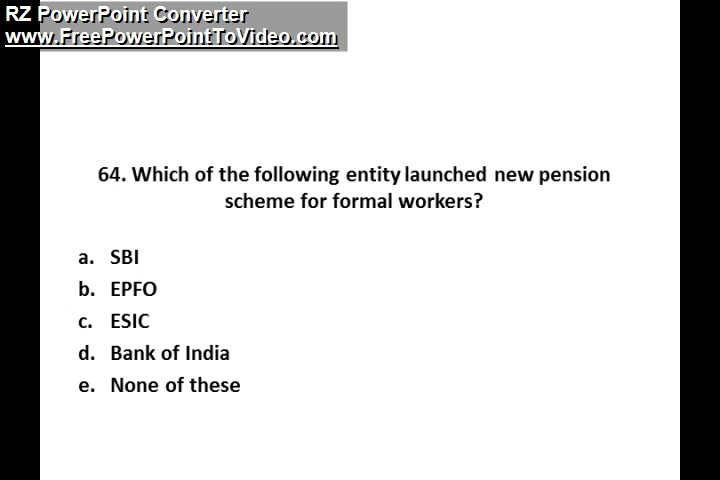 RZ PowerPoint Converter
www.FreePowerPointToVideo.com
64. Which of the following entity launched new pension
scheme for formal workers?
a. SBI
b. EPFO
c. ESIC
d. Bank of India
e. None of these